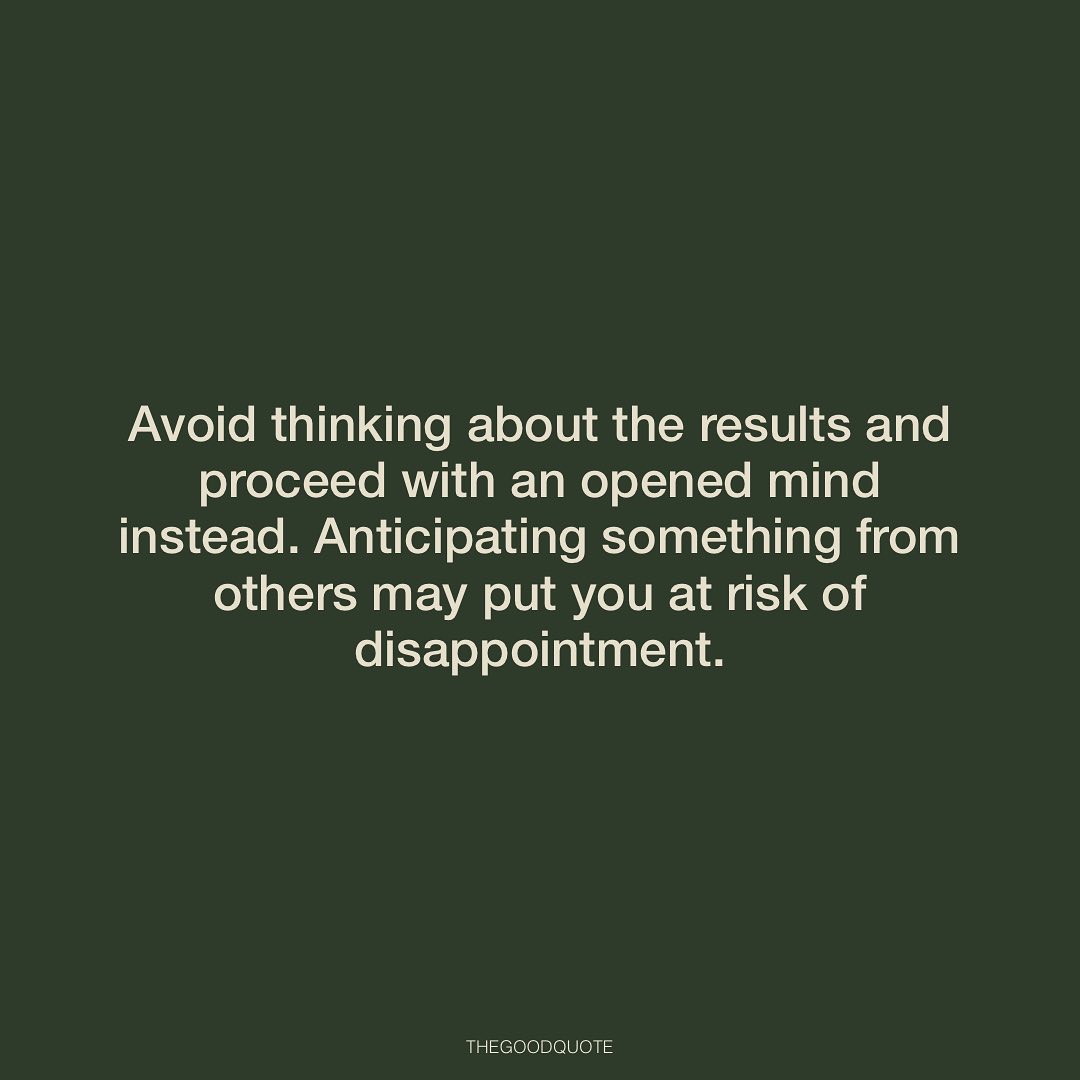 Avoid thinking about the results and
proceed with an opened mind
instead. Anticipating something from
others may put you at risk of
disappointment.
THEGOODQUOTE